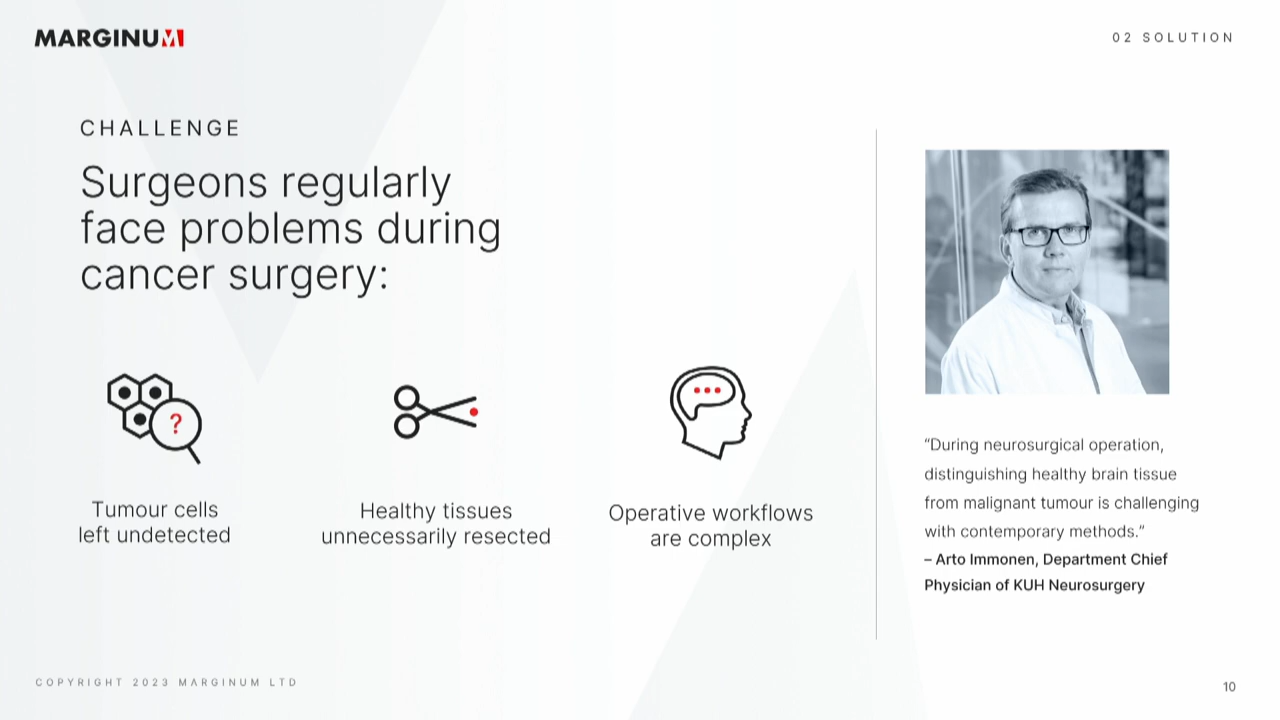 MARGINUM
02 SOLUTION
CHALLENGE
Surgeons regularly
face problems during
cancer surgery:
?
Tumour cells
left undetected
Healthy tissues
unnecessarily resected
Operative workflows
are complex
“During neurosurgical operation,
distinguishing healthy brain tissue
from malignant tumour is challenging
with contemporary methods.”
– Arto Immonen, Department Chief
Physician of KUH Neurosurgery
COPYRIGHT 2023 MARGINUM LTD
10